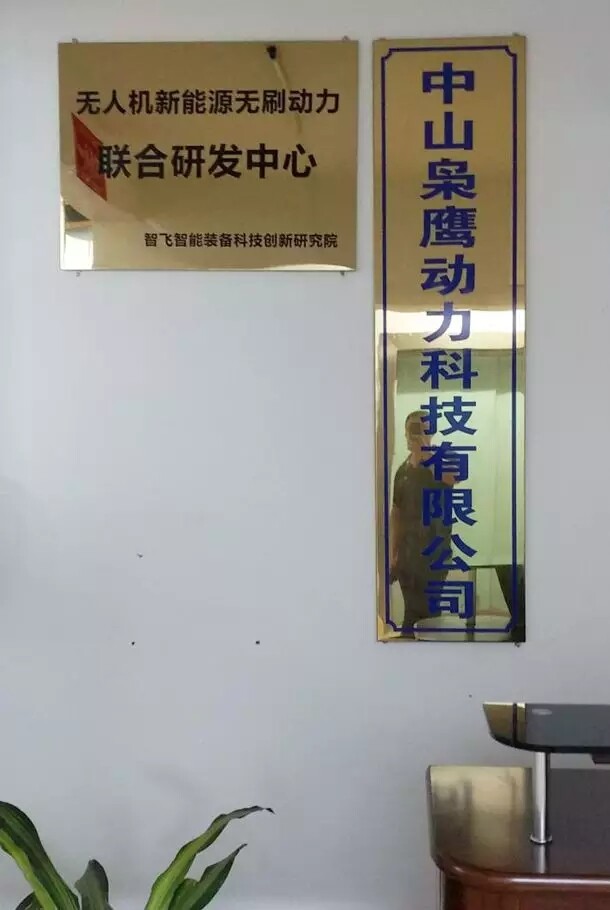 无人机新能源无刷动力
联合研发中心
智飞智能装备科技创新研究院
中山枭鹰动力科技有限公司